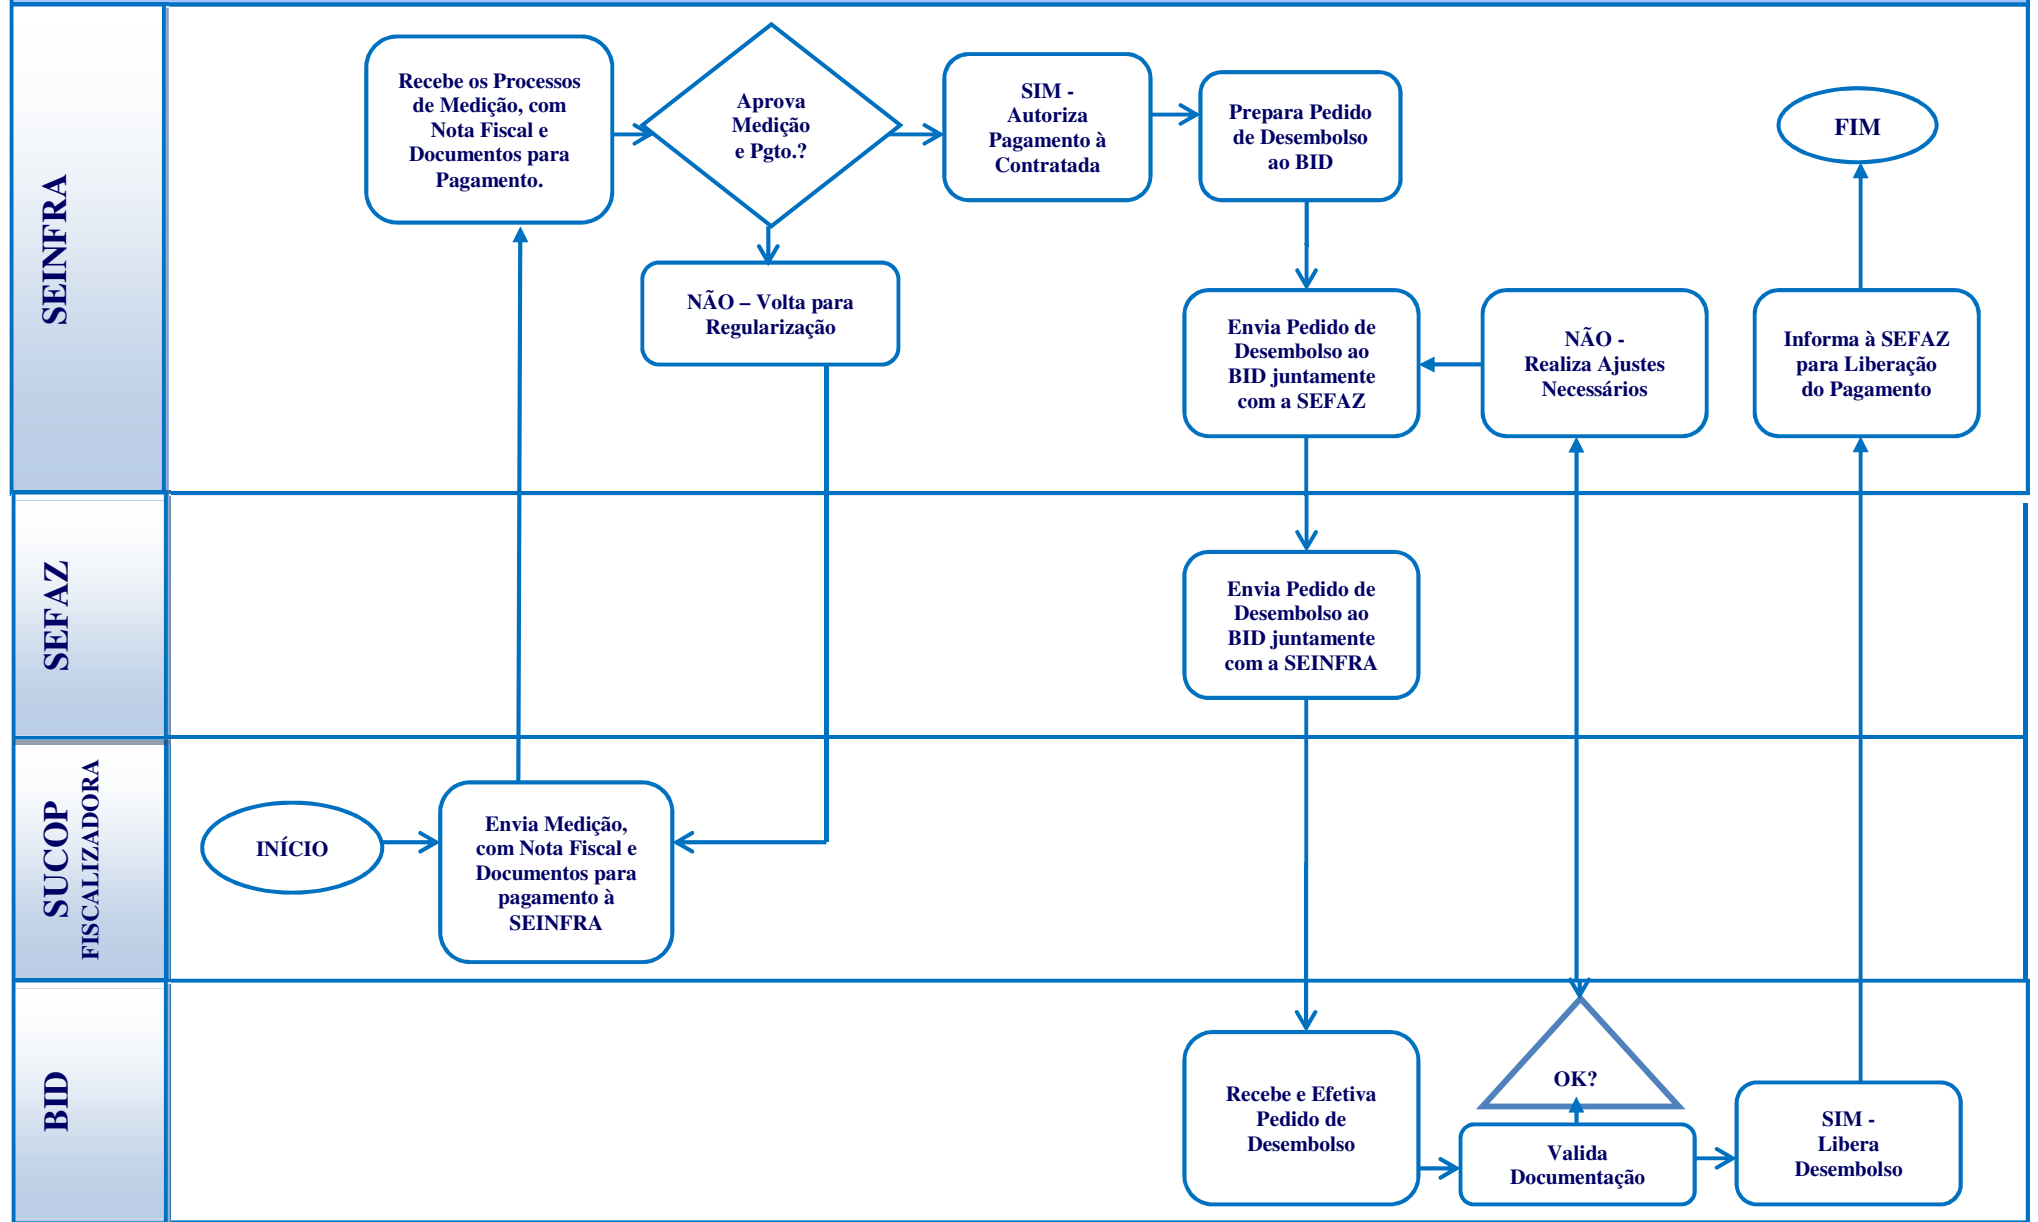 SEINFRA
Recebe os Processos
de Medição, com
Nota Fiscal e
Documentos para
Pagamento.
Aprova
Medição
e Pgto.?
SIM -
Autoriza
Pagamento à
Contratada
Prepara Pedido
de Desembolso
ao BID
FIM
NÃO – Volta para
Regularização
Envia Pedido de
Desembolso ao
BID juntamente
com a SEFAZ
NÃO -
Realiza Ajustes
Necessários
Informa à SEFAZ
para Liberação
do Pagamento
SEFAZ
Envia Pedido de
Desembolso ao
BID juntamente
com a SEINFRA
SUCOP
FISCALIZADORA
INÍCIO
Envia Medição,
com Nota Fiscal e
Documentos para
pagamento à
SEINFRA
BID
Recebe e Efetiva
Pedido de
Desembolso
OK?
Valida
Documentação
SIM -
Libera
Desembolso